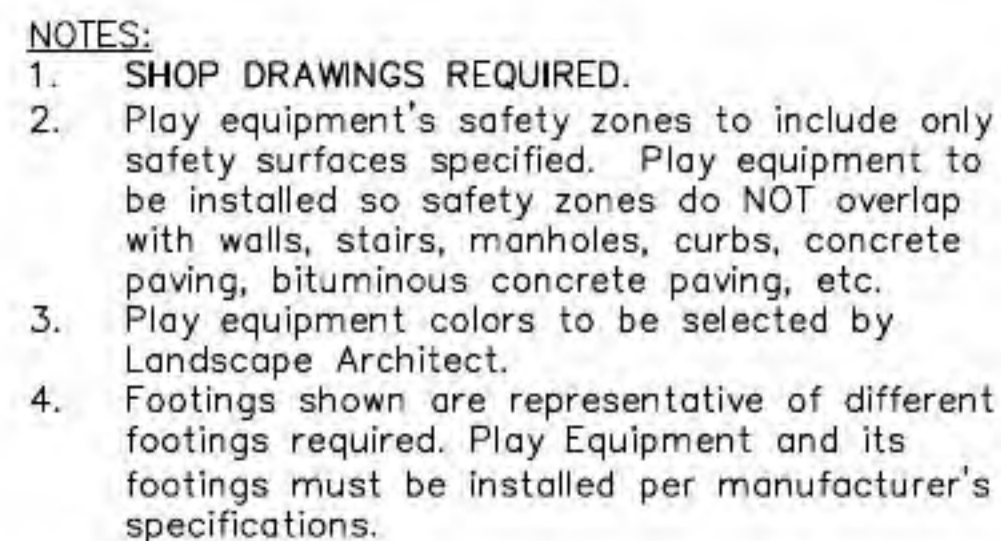 NOTES:
1. SHOP DRAWINGS REQUIRED.
2. Play equipment's safety zones to include only
safety surfaces specified. Play equipment to
be installed so safety zones do NOT overlap
with walls, stairs, manholes, curbs, concrete
paving, bituminous concrete paving, etc.
3. Play equipment colors to be selected by
Landscape Architect.
4. Footings shown are representative of different
footings required. Play Equipment and its
footings must be installed per manufacturer's
specifications.